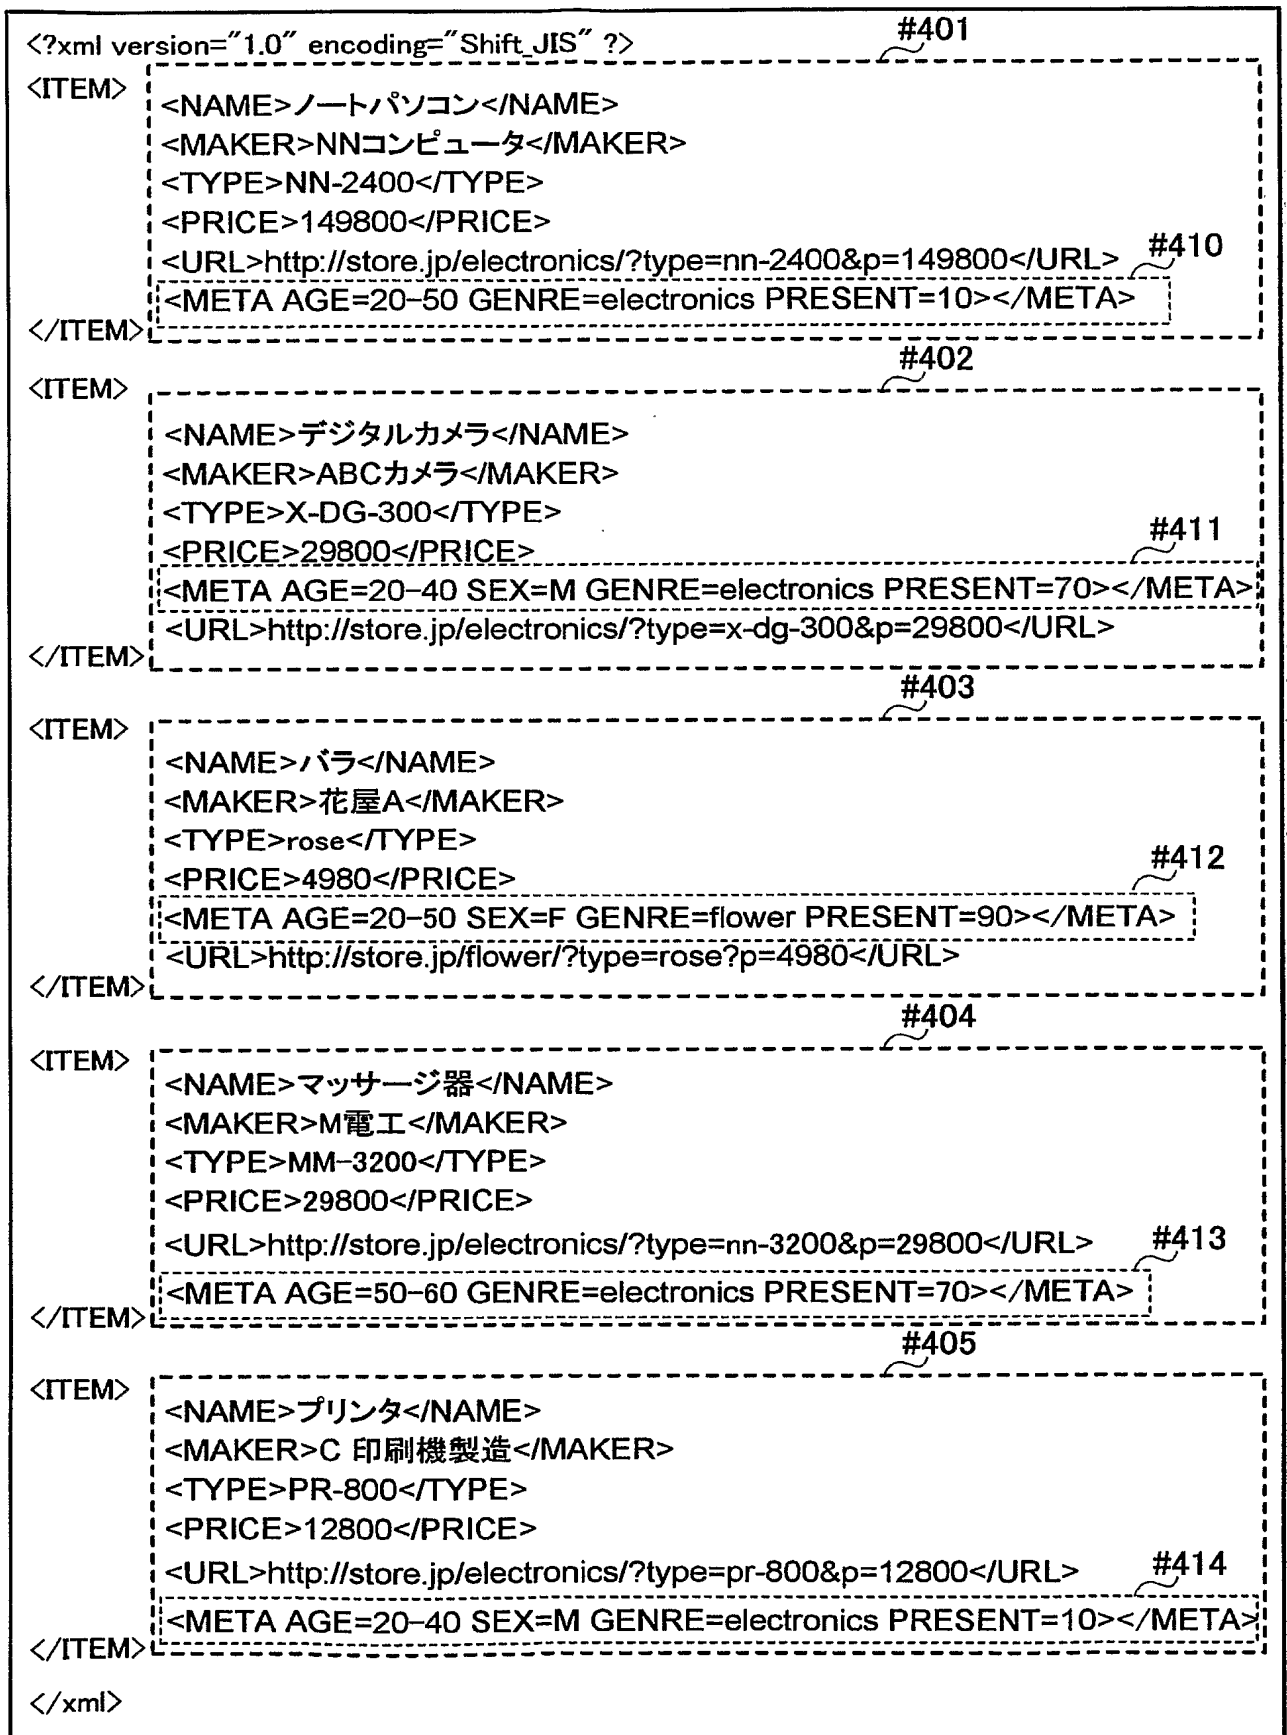 #401
<?xml version="1.0" encoding="Shift_JIS" ?>
<ITEM>
<NAME>ノートパソコン</NAME>
<MAKER>NNコンピュータ</MAKER>
<TYPE>NN-2400</TYPE>
<PRICE>149800</PRICE>
<URL>http://store.jp/electronics/?type=nn-2400&p=149800</URL>
#410
<META AGE=20-50 GENRE=electronics PRESENT=10></META>
</ITEM>
#402
<ITEM>
<NAME>デジタルカメラ</NAME>
<MAKER>ABCカメラ</MAKER>
<TYPE>X-DG-300</TYPE>
<PRICE>29800</PRICE>
#411
<META AGE=20-40 SEX=M GENRE=electronics PRESENT=70></META>
<URL>http://store.jp/electronics/?type=x-dg-300&p=29800</URL>
</ITEM>
#403
<ITEM>
<NAME>バラ</NAME>
<MAKER>花屋A</MAKER>
<TYPE>rose</TYPE>
<PRICE>4980</PRICE>
#412
<META AGE=20-50 SEX=F GENRE=flower PRESENT=90></META>
<URL>http://store.jp/flower/?type=rose?p=4980</URL>
</ITEM>
#404
<ITEM>
<NAME>マッサージ器</NAME>
<MAKER>M電工</MAKER>
<TYPE>MM-3200</TYPE>
<PRICE>29800</PRICE>
<URL>http://store.jp/electronics/?type=nn-3200&p=29800</URL>
#413
<META AGE=50-60 GENRE=electronics PRESENT=70></META>
</ITEM>
#405
<ITEM>
<NAME>プリンタ</NAME>
<MAKER>C 印刷機製造</MAKER>
<TYPE>PR-800</TYPE>
<PRICE>12800</PRICE>
<URL>http://store.jp/electronics/?type=pr-800&p=12800</URL>
#414
<META AGE=20-40 SEX=M GENRE=electronics PRESENT=10></META>
</ITEM>
</xml>